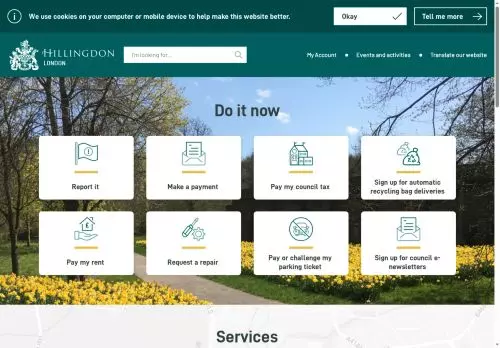 We use cookies on your computer or mobile device to help make this website better.
Okay
Tell me more
HILLINGDON
LONDON
I'm looking for...
My Account
Events and activities
Translate our website
Do it now
Report it
Make a payment
Pay my council tax
Sign up for automatic
recycling bag deliveries
Pay my rent
Request a repair
Pay or challenge my
parking ticket
Sign up for council e-
newsletters
Services